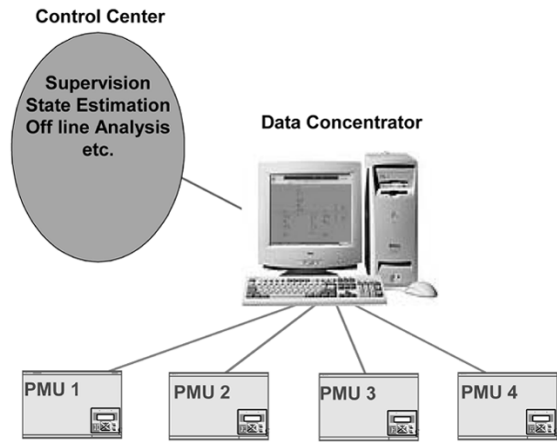 Control Center
Supervision
State Estimation
Off line Analysis
etc.
Data Concentrator
PMU 1
PMU 2
PMU 3
PMU 4